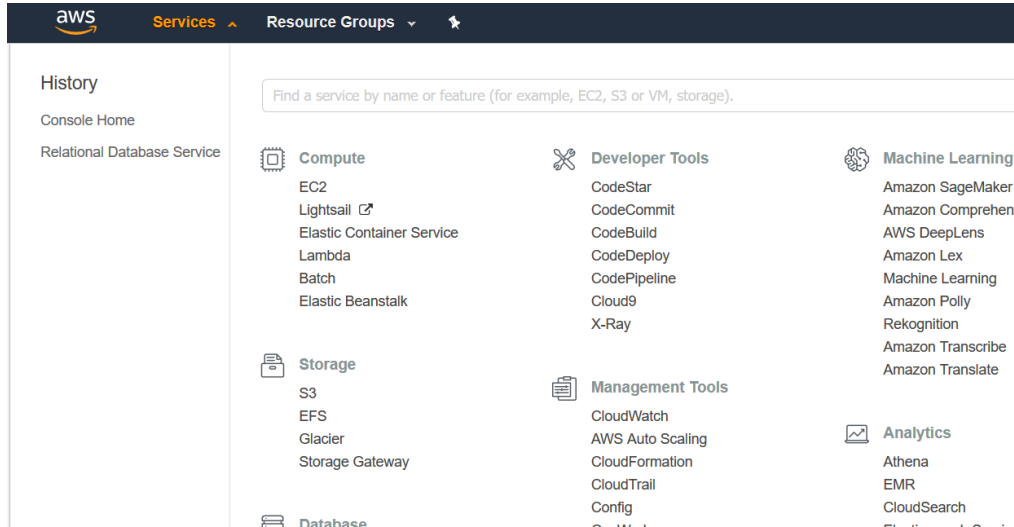 aws
Services
Resource Groups
History
Console Home
Relational Database Service
Find a service by name or feature (for example, EC2, S3 or VM, storage).
Compute
EC2
Lightsail
Elastic Container Service
Lambda
Batch
Elastic Beanstalk
Storage
S3
EFS
Glacier
Storage Gateway
Database
Developer Tools
CodeStar
CodeCommit
CodeBuild
CodeDeploy
CodePipeline
Cloud9
X-Ray
Management Tools
CloudWatch
AWS Auto Scaling
CloudFormation
CloudTrail
Config
Machine Learning
Amazon SageMaker
Amazon Comprehen
AWS DeepLens
Amazon Lex
Machine Learning
Amazon Polly
Rekognition
Amazon Transcribe
Amazon Translate
Analytics
Athena
EMR
CloudSearch